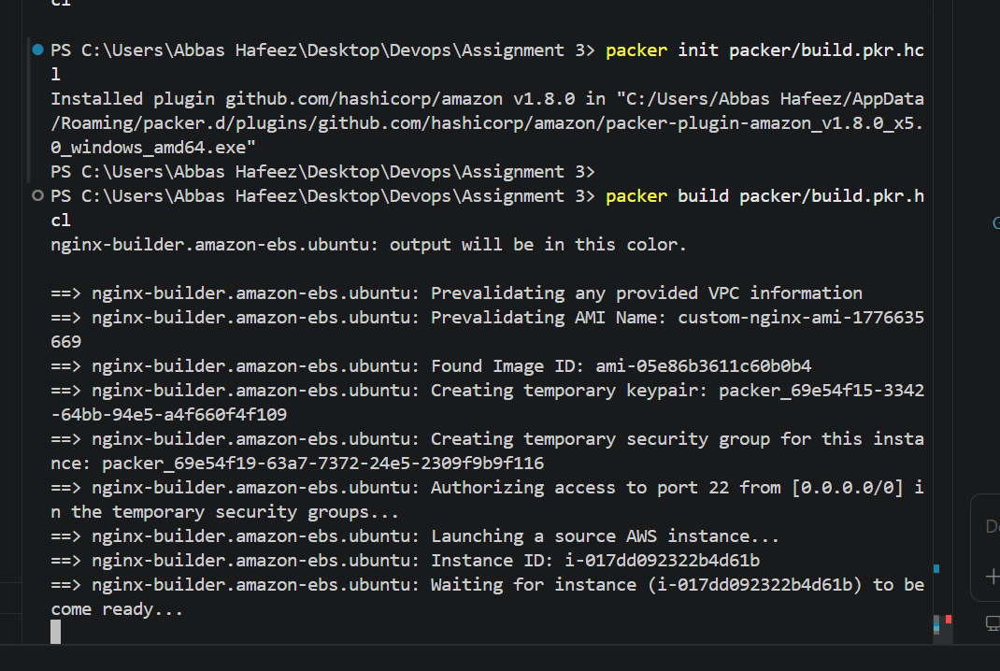 cl
PS C:\Users\Abbas Hafeez\Desktop\Devops\Assignment 3> packer init packer/build.pkr.hc
l
Installed plugin github.com/hashicorp/amazon v1.8.0 in "C:/Users/Abbas Hafeez/AppData
/Roaming/packer.d/plugins/github.com/hashicorp/amazon/packer-plugin-amazon_v1.8.0_x5.
0_windows_amd64.exe"
PS C:\Users\Abbas Hafeez\Desktop\Devops\Assignment 3>
PS C:\Users\Abbas Hafeez\Desktop\Devops\Assignment 3> packer build packer/build.pkr.h
cl
nginx-builder.amazon-ebs.ubuntu: output will be in this color.
==> nginx-builder.amazon-ebs.ubuntu: Prevalidating any provided VPC information
==> nginx-builder.amazon-ebs.ubuntu: Prevalidating AMI Name: custom-nginx-ami-1776635
669
==> nginx-builder.amazon-ebs.ubuntu: Found Image ID: ami-05e86b3611c60b0b4
==> nginx-builder.amazon-ebs.ubuntu: Creating temporary keypair: packer_69e54f15-3342
-64bb-94e5-a4f660f4f109
==> nginx-builder.amazon-ebs.ubuntu: Creating temporary security group for this insta
nce: packer_69e54f19-63a7-7372-24e5-2309f9b9f116
==> nginx-builder.amazon-ebs.ubuntu: Authorizing access to port 22 from [0.0.0.0/0] i
n the temporary security groups...
==> nginx-builder.amazon-ebs.ubuntu: Launching a source AWS instance...
==> nginx-builder.amazon-ebs.ubuntu: Instance ID: i-017dd092322b4d61b
==> nginx-builder.amazon-ebs.ubuntu: Waiting for instance (i-017dd092322b4d61b) to be
come ready...